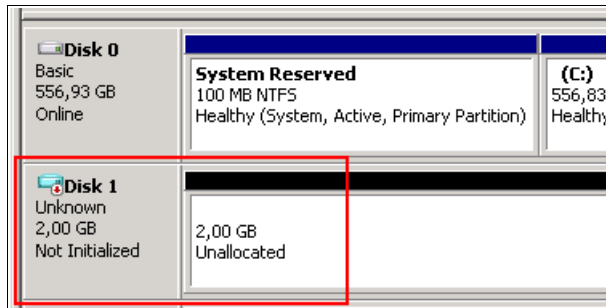 Disk 0
Basic
556,93 GB
Online
System Reserved
100 MB NTFS
Healthy (System, Active, Primary Partition)
(C:)
556,83
Healthy
Disk 1
Unknown
2,00 GB
Not Initialized
2,00 GB
Unallocated